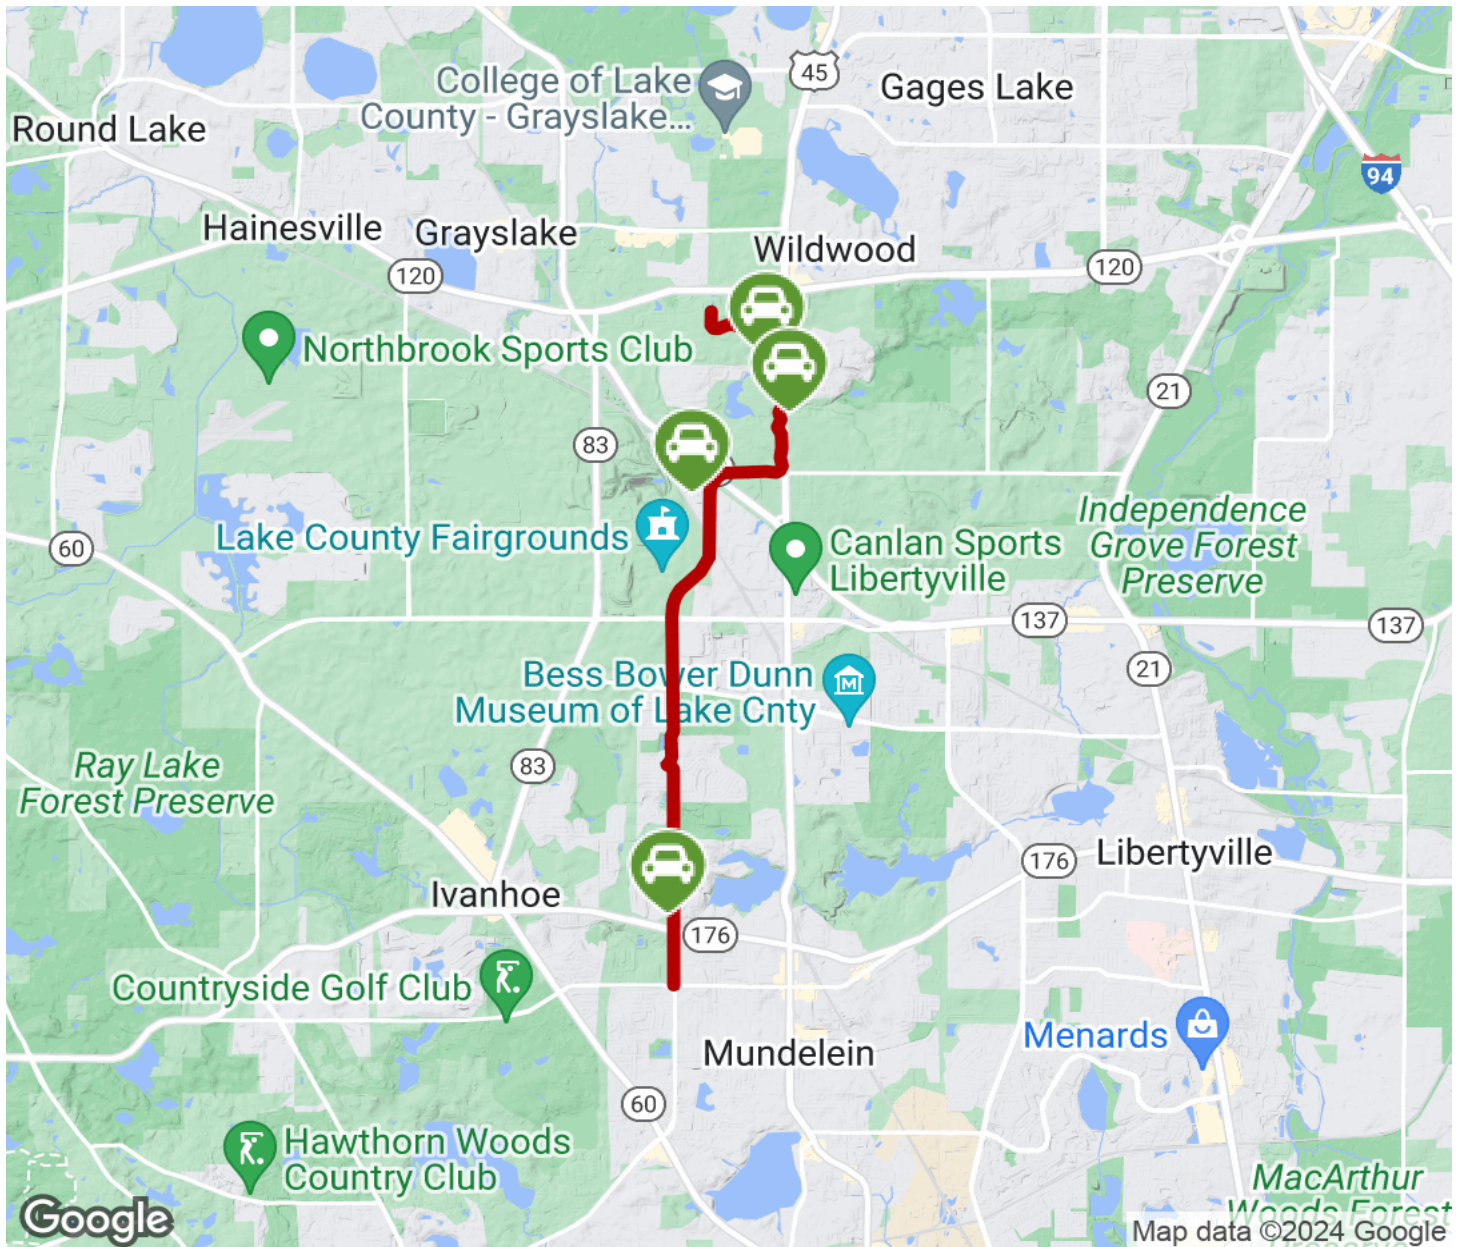 College of Lake
County - Grayslake...
45
Gages Lake
Round Lake
94
Hainesville
Grayslake
Wildwood
120
120
Northbrook Sports Club
21
83
Lake County Fairgrounds
60
Canlan Sports
Libertyville
Independence
Grove Forest
Preserve
137
137
Bess Bower Dunn
Museum of Lake Cnty
M
21
Ray Lake
Forest Preserve
83
176
Libertyville
Ivanhoe
176
Countryside Golf Club
Menards
Mundelein
60
Hawthorn Woods
Country Club
MacArthur
Woods Forest
Preserve
Google
Map data ©2024 Google